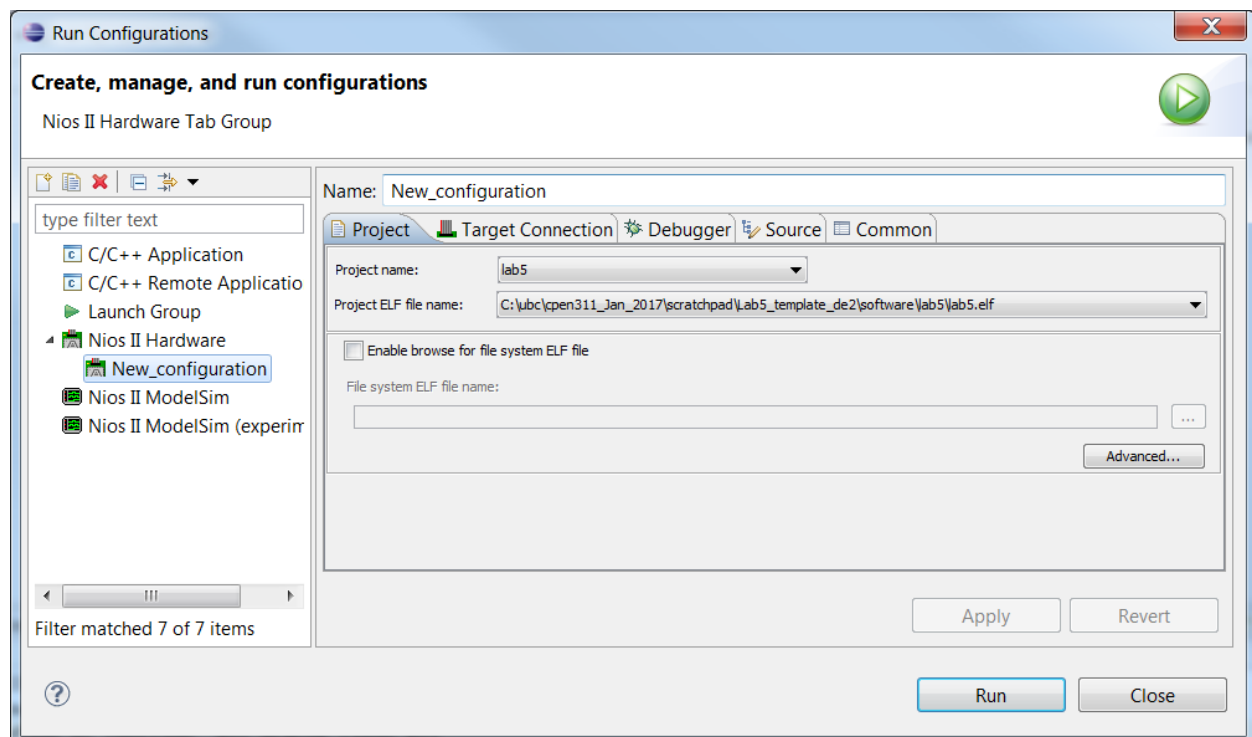 Run Configurations
X
Create, manage, and run configurations
Nios II Hardware Tab Group
type filter text
C/C++ Application
C/C++ Remote Applicatio
Launch Group
Nios II Hardware
New_configuration
Nios II ModelSim
Nios II ModelSim (experim
Filter matched 7 of 7 items
Name: New_configuration
Project Target Connection Debugger Source Common
Project name: lab5
Project ELF file name: C:\ubc\cpen311_Jan_2017\scratchpad\Lab5_template_de2\software\lab5\lab5.elf
Enable browse for file system ELF file
File system ELF file name:
...
Advanced...
Apply Revert
? Run Close